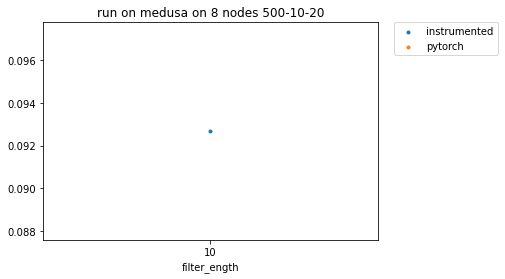 run on medusa on 8 nodes 500-10-20
instrumented
pytorch
0.096
0.094
0.092
0.090
0.088
10
filter_ength